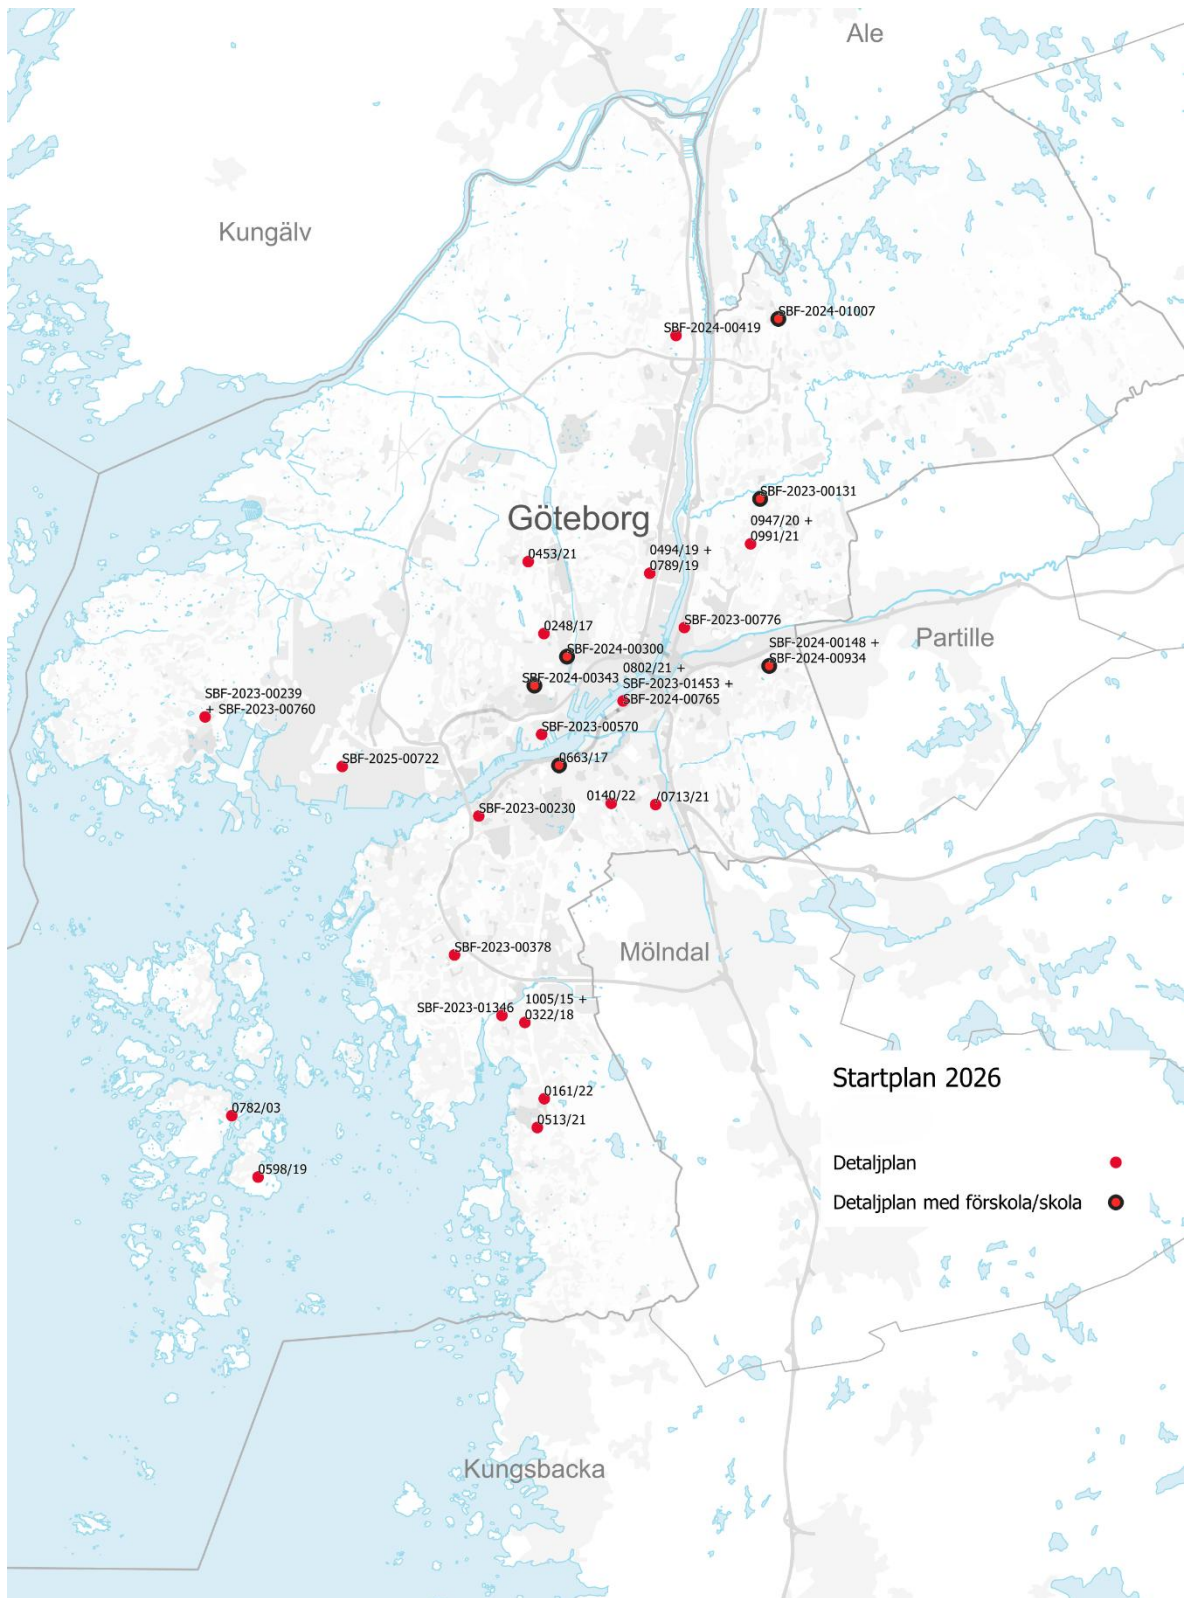 Ale
Kungälv
SBF-2024-01007
SBF-2024-00419
SBF-2023-00131
Göteborg
0947/20 +
0991/21
0494/19 +
0789/19
0453/21
SBF-2023-00776
0248/17
Partille
SBF-2024-00148 +
SBF-2024-00934
SBF-2024-00300
0802/21 +
SBF-2023-01453 +
SBF-2024-00765
SBF-2024-00343
SBF-2023-00239
+ SBF-2023-00760
SBF-2023-00570
SBF-2025-00722
0663/17
0140/22
/0713/21
SBF-2023-00230
SBF-2023-00378
Mölndal
1005/15 +
0322/18
SBF-2023-01346
0161/22
0782/03
0513/21
0598/19
Startplan 2026
Detaljplan
Detaljplan med förskola/skola
Kungsbacka